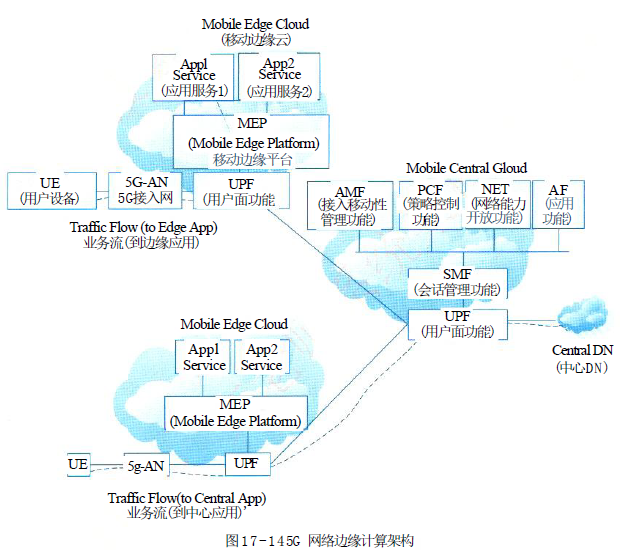 Mobile Edge Cloud
(移动边缘云)
App1
Service
(应用服务1)
App2
Service
(应用服务2)
MEP
(Mobile Edge Platform)
移动边缘平台
UE
(用户设备)
5G-AN
5G接入网
UPF
(用户面功能)
Traffic Flow (to Edge App)
业务流(到边缘应用)
Mobile Central Gloud
AMF
(接入移动性
管理功能)
PCF
(策略控制
功能)
NET
(网络能力
开放功能)
AF
(应用
功能)
SMF
(会话管理功能)
UPF
(用户面功能)
Central DN
(中心DN)
Mobile Edge Cloud
App1
Service
App2
Service
MEP
(Mobile Edge Platform)
UE
5g-AN
UPF
Traffic Flow(to Central App)
业务流(到中心应用)'
图17-145G 网络边缘计算架构